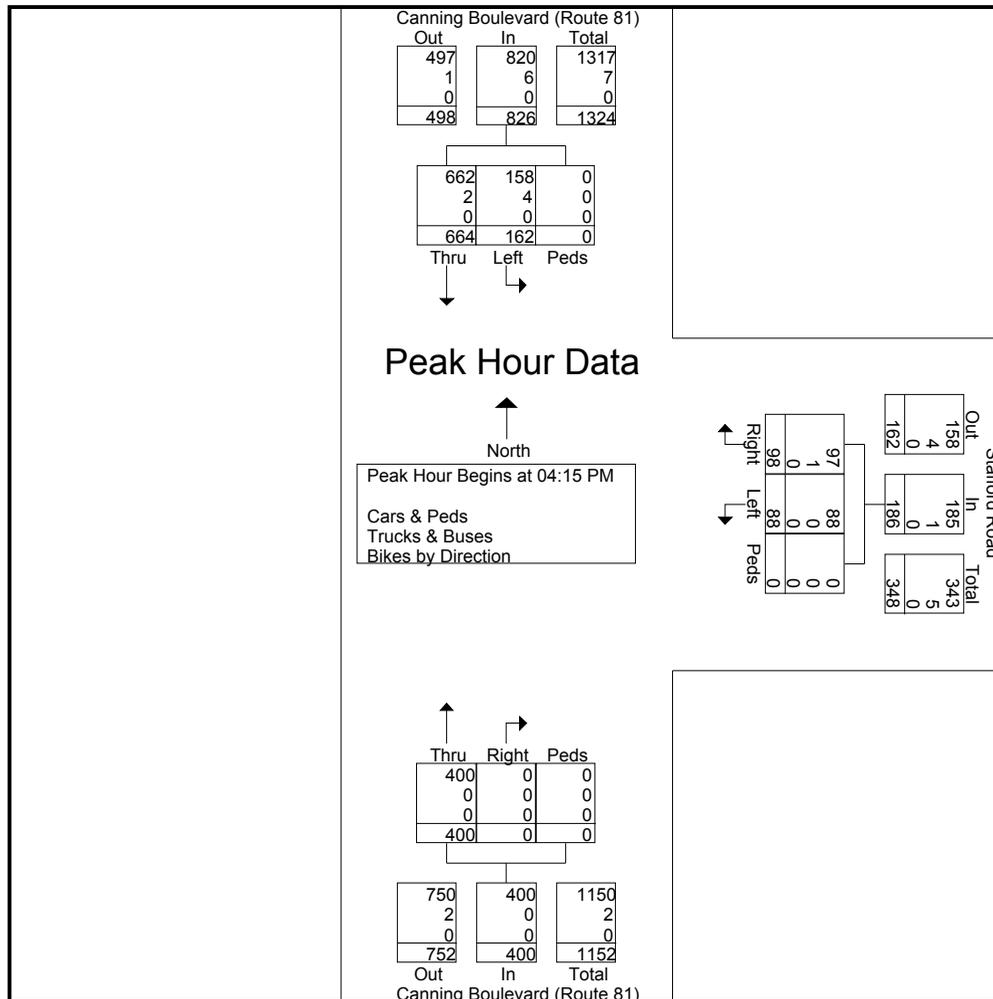 Canning Boulevard (Route 81)
Out In Total
497 820 1317
1 6 7
0 0 0
498 826 1324
662 158 0
2 4 0
0 0 0
664 162 0
Thru Left Peds
Peak Hour Data
North
Peak Hour Begins at 04:15 PM
Cars & Peds
Trucks & Buses
Bikes by Direction
Road
Out In Total
158 185 343
4 1 5
0 0 0
162 186 348
97 88 0
1 0 0
0 0 0
98 88 0
Right Left Peds
Thru Right Peds
400 0 0
0 0 0
0 0 0
400 0 0
750 400 1150
2 0 2
0 0 0
752 400 1152
Out In Total
Canning Boulevard (Route 81)